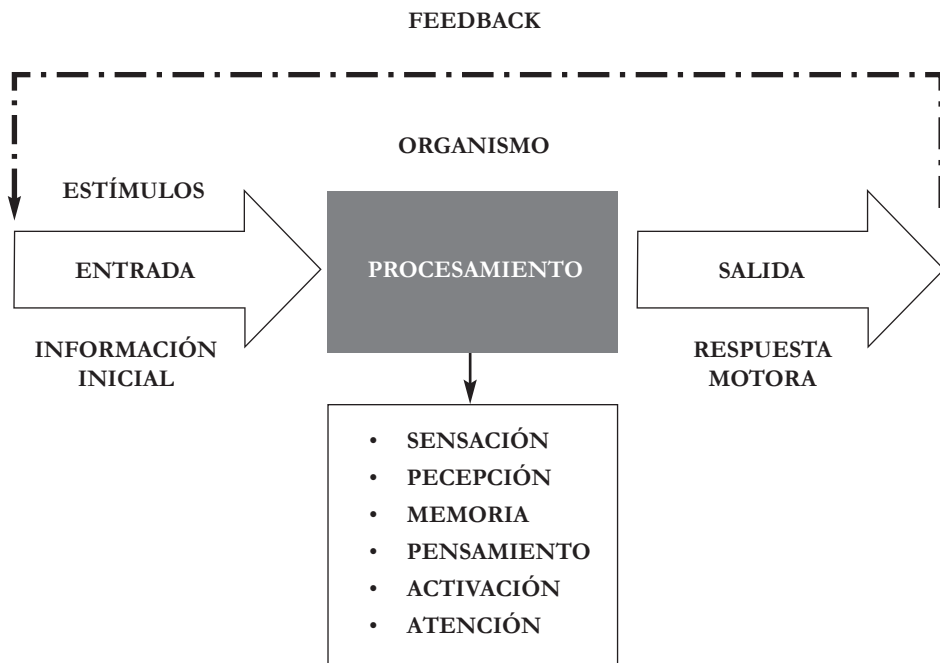 FEEDBACK
ORGANISMO
ESTÍMULOS
ENTRADA
PROCESAMIENTO
SALIDA
INFORMACIÓN
INICIAL
RESPUESTA
MOTORA
• SENSACIÓN
• PECEPCIÓN
• MEMORIA
• PENSAMIENTO
• ACTIVACIÓN
• ATENCIÓN